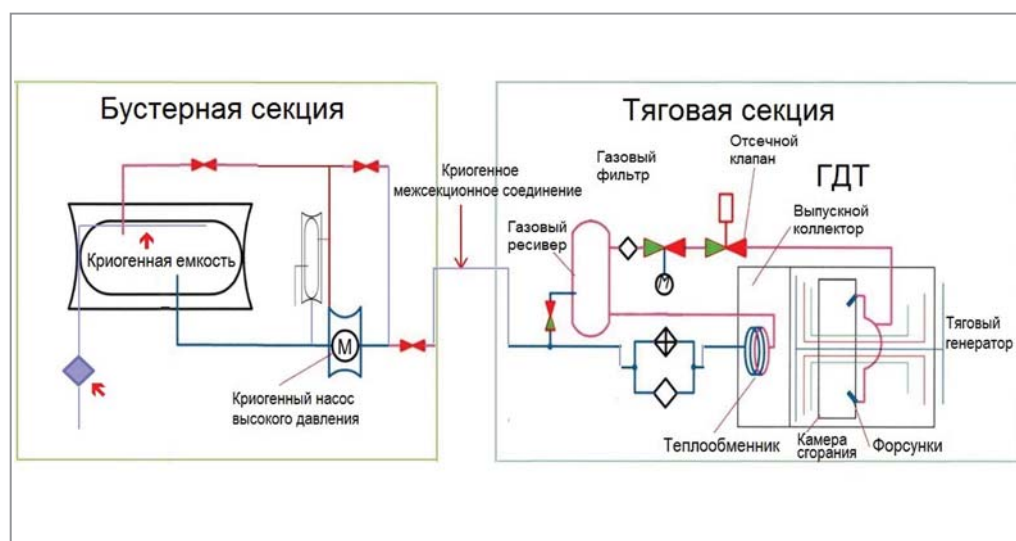 Бустерная секция
Криогенная емкость
М
Криогенный насос
высокого давления
Криогенное
межсекционное соединение
Тяговая секция
Газовый
фильтр
Отсечной
клапан
ГДТ
Газовый
ресивер
Выпускной
коллектор
М
Тяговый
генератор
Теплообменник
Камера
сгорания
Форсунки